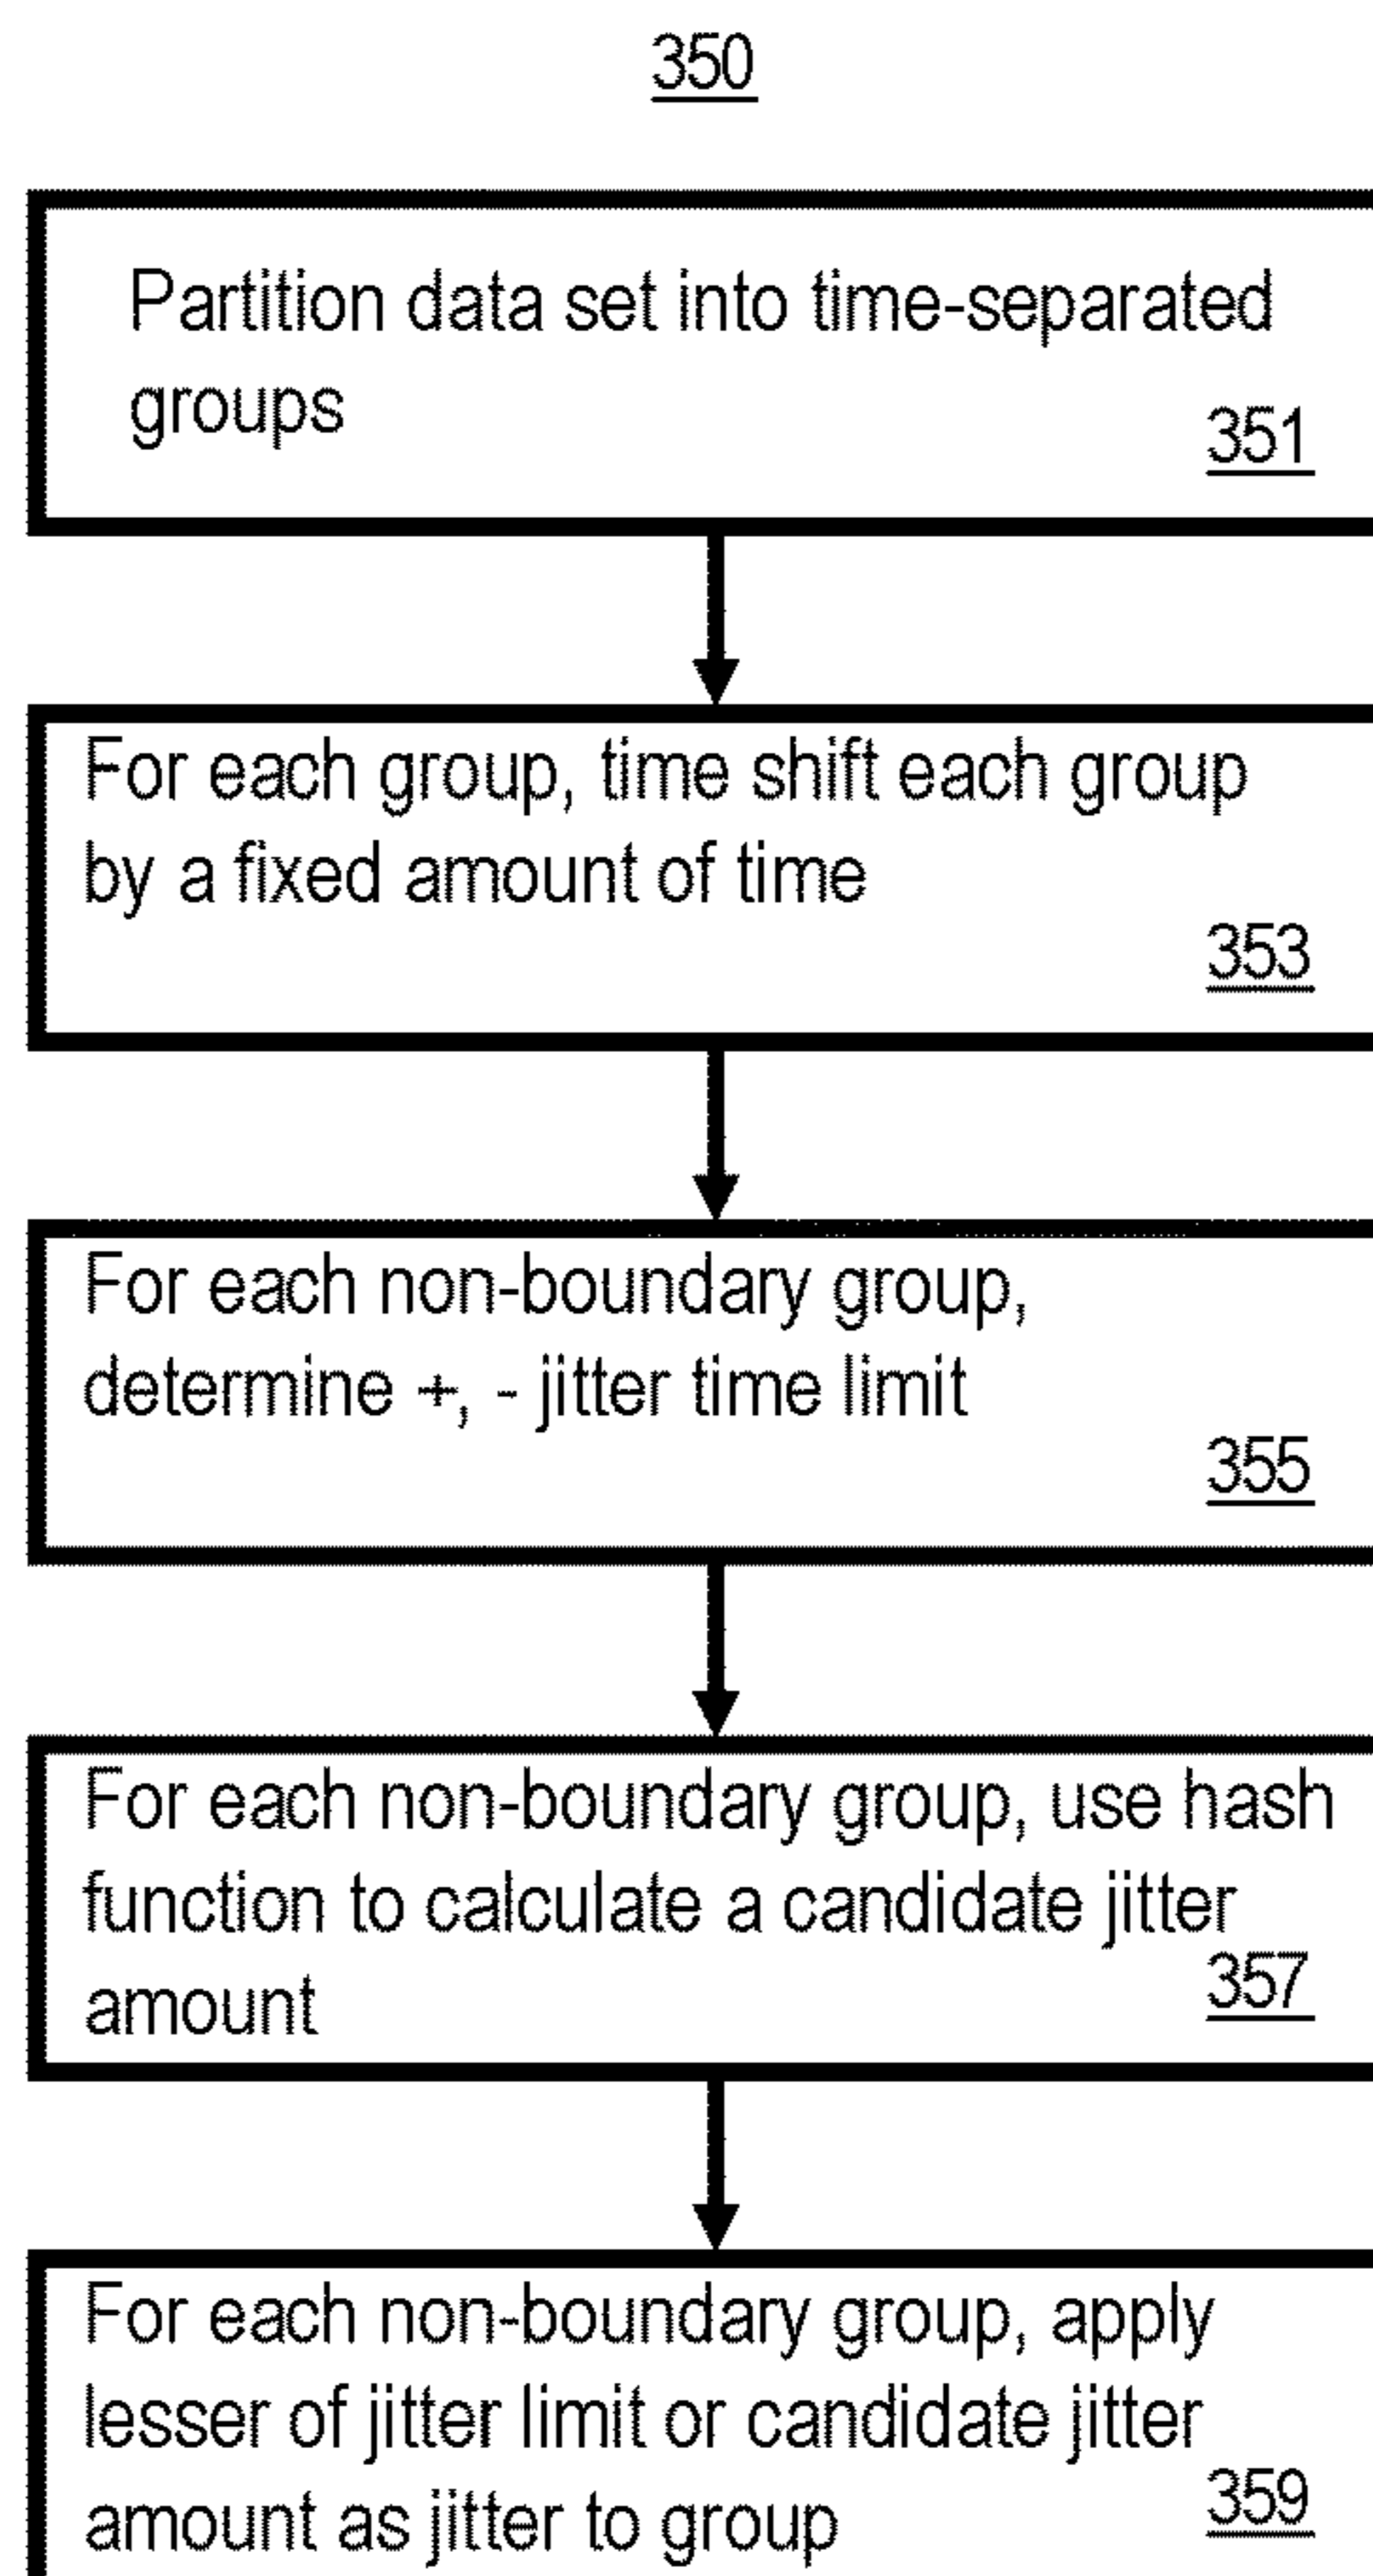 350
Partition data set into time-separated
groups
351
For each group, time shift each group
by a fixed amount of time
353
For each non-boundary group,
determine +, - jitter time limit
355
For each non-boundary group, use hash
function to calculate a candidate jitter
amount
357
For each non-boundary group, apply
lesser of jitter limit or candidate jitter
amount as jitter to group
359